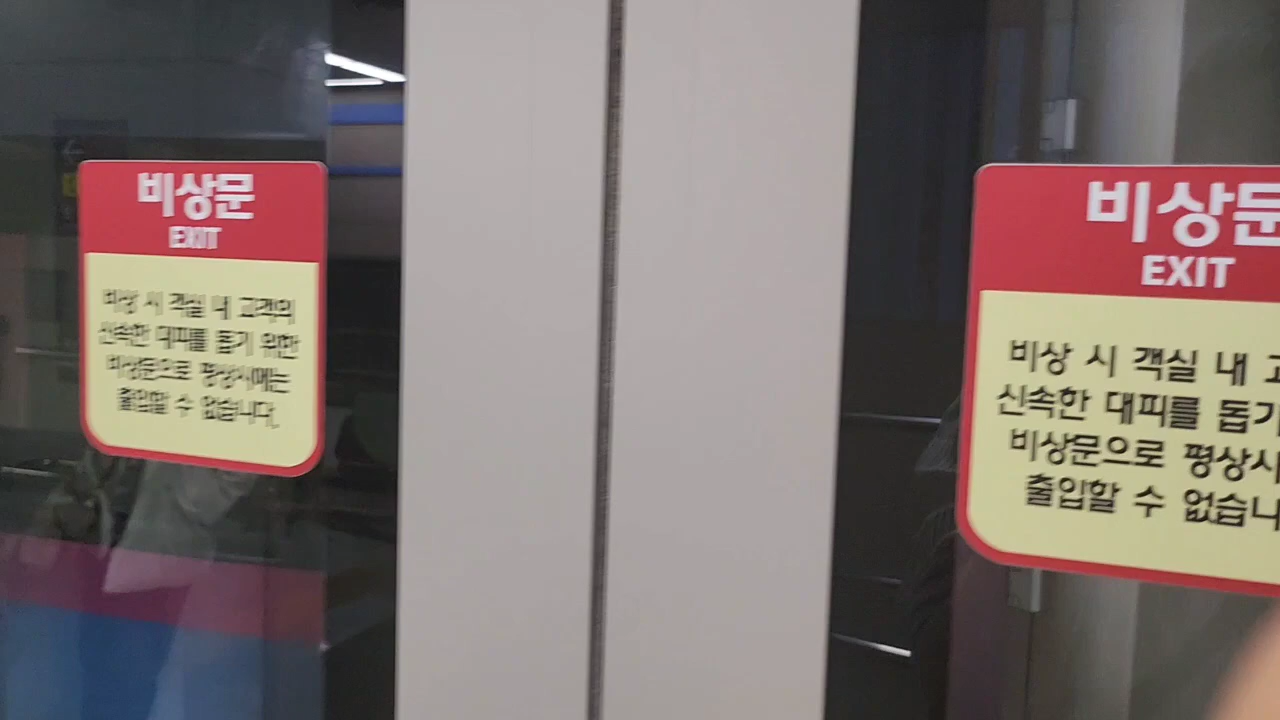 비상문
EXIT
비상 시 객실 내 고객의
신속한 대피를 돕기 위한
비상문으로 평상시에는
출입할 수 없습니다.
비상문
EXIT
비상 시 객실 내
신속한 대피를 돕기
비상문으로 평상시
출입할 수 없습니